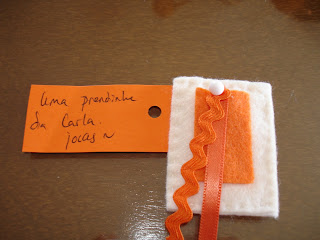 Uma prendinha
da Carla.
jocas ~